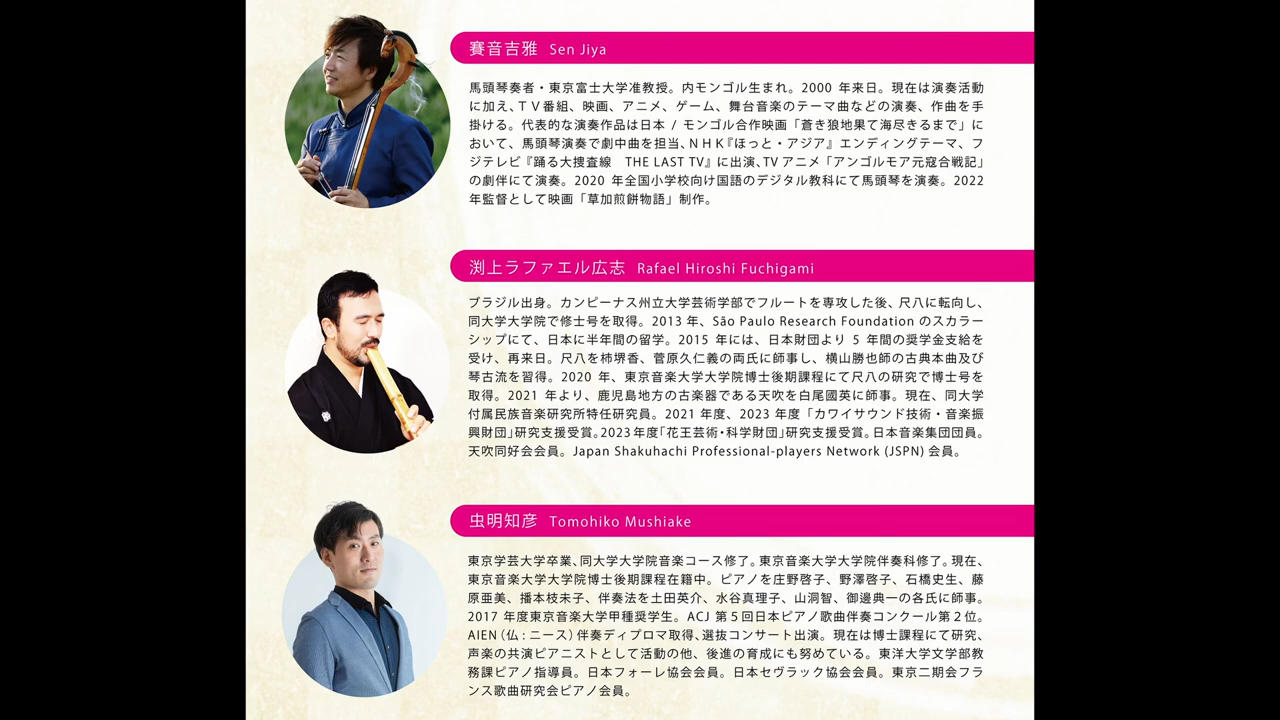 賽音吉雅 Sen Jiya
馬頭琴奏者・東京富士大学准教授。内モンゴル生まれ。2000 年来日。現在は演奏活動
に加え、ＴＶ番組、映画、アニメ、ゲーム、舞台音楽のテーマ曲などの演奏、作曲を手
掛ける。代表的な演奏作品は日本 / モンゴル合作映画「蒼き狼地果て海尽きるまで」に
おいて、馬頭琴演奏で劇中曲を担当、ＮＨＫ『ほっと・アジア』エンディングテーマ、フ
ジテレビ『踊る大捜査線　THE LAST TV』に出演、TV アニメ「アンゴルモア元寇合戦記」
の劇伴にて演奏。2020 年全国小学校向け国語のデジタル教科にて馬頭琴を演奏。2022
年監督として映画「草加煎餅物語」制作。
渕上ラファエル広志 Rafael Hiroshi Fuchigami
ブラジル出身。カンピーナス州立大学芸術学部でフルートを専攻した後、尺八に転向し、
同大学大学院で修士号を取得。2013 年、São Paulo Research Foundation のスカラー
シップにて、日本に半年間の留学。2015 年には、日本財団より 5 年間の奨学金支給を
受け、再来日。尺八を柿堺香、菅原久仁義の両氏に師事し、横山勝也師の古典本曲及び
琴古流を習得。2020 年、東京音楽大学大学院博士後期課程にて尺八の研究で博士号を
取得。2021 年より、鹿児島地方の古楽器である天吹を白尾國英に師事。現在、同大学
付属民族音楽研究所特任研究員。2021 年度、2023 年度「カワイサウンド技術・音楽振
興財団」研究支援受賞。2023年度「花王芸術・科学財団」研究支援受賞。日本音楽集団団員。
天吹同好会会員。Japan Shakuhachi Professional-players Network (JSPN) 会員。
虫明知彦 Tomohiko Mushiake
東京学芸大学卒業、同大学大学院音楽コース修了。東京音楽大学大学院伴奏科修了。現在、
東京音楽大学大学院博士後期課程在籍中。ピアノを庄野啓子、野澤啓子、石橋史生、藤
原亜美、播本枝未子、伴奏法を土田英介、水谷真理子、山洞智、御邊典一の各氏に師事。
2017 年度東京音楽大学甲種奨学生。ACJ 第５回日本ピアノ歌曲伴奏コンクール第２位。
AIEN（仏：ニース）伴奏ディプロマ取得、選抜コンサート出演。現在は博士課程にて研究、
声楽の共演ピアニストとして活動の他、後進の育成にも努めている。東洋大学文学部教
務課ピアノ指導員。日本フォーレ協会会員。日本セヴラック協会会員。東京二期会フラ
ンス歌曲研究会ピアノ会員。